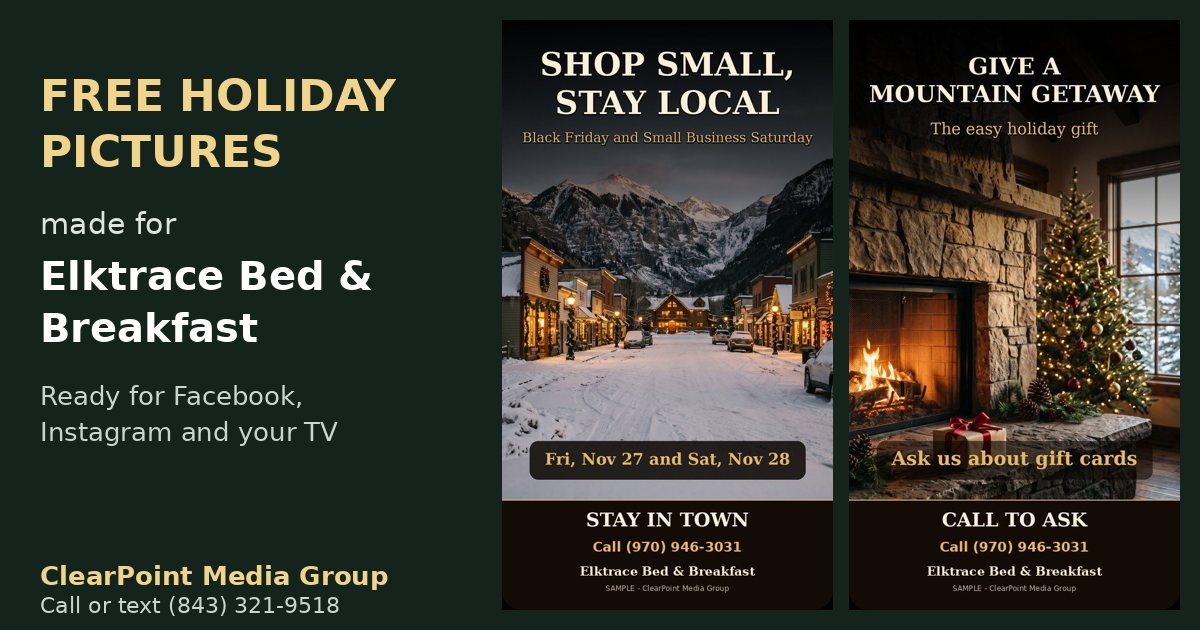 FREE HOLIDAY
PICTURES
made for
Elktrace Bed &
Breakfast
Ready for Facebook,
Instagram and your TV
ClearPoint Media Group
Call or text (843) 321-9518
SHOP SMALL,
STAY LOCAL
Black Friday and Small Business Saturday
Fri, Nov 27 and Sat, Nov 28
STAY IN TOWN
Call (970) 946-3031
Elktrace Bed & Breakfast
SAMPLE - ClearPoint Media Group
GIVE A
MOUNTAIN GETAWAY
The easy holiday gift
Ask us about gift cards
CALL TO ASK
Call (970) 946-3031
Elktrace Bed & Breakfast
SAMPLE - ClearPoint Media Group